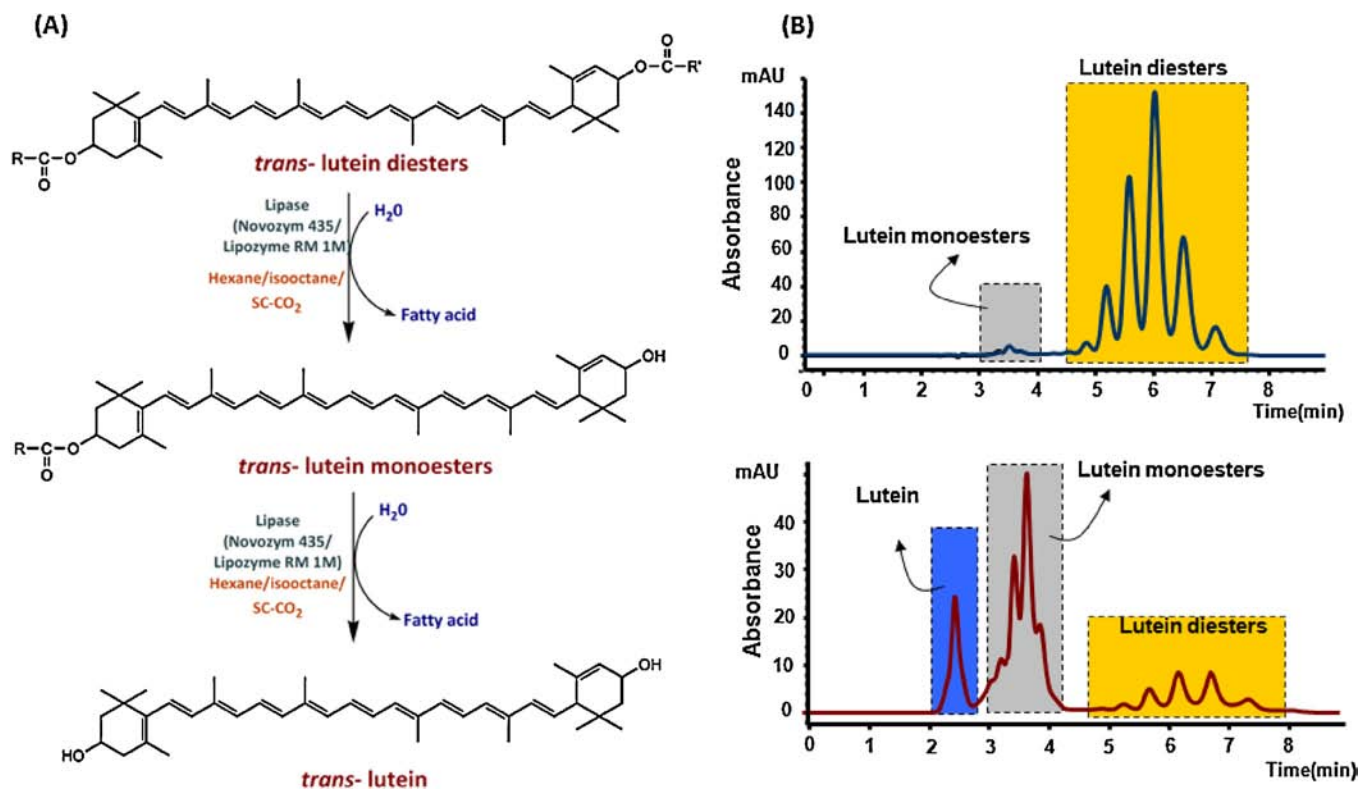 (A)
O
O-C-R'
R-C-O
O
trans- lutein diesters
Lipase
(Novozym 435/
Lipozyme RM 1M)
Hexane/isooctane/
SC-CO2
H20
Fatty acid
OH
R-C-O
O
trans- lutein monoesters
Lipase
(Novozym 435/
Lipozyme RM 1M)
Hexane/isooctane/
SC-CO2
H20
Fatty acid
OH
HO
trans- lutein
(B)
mAU
Lutein diesters
140
120
100
80
60
40
20
0
Absorbance
Lutein monoesters
0 1 2 3 4 5 6 7 8
Time(min)
mAU
Lutein monoesters
Lutein
40
30
20
10
0
Absorbance
Lutein diesters
0 1 2 3 4 5 6 7 8
Time(min)